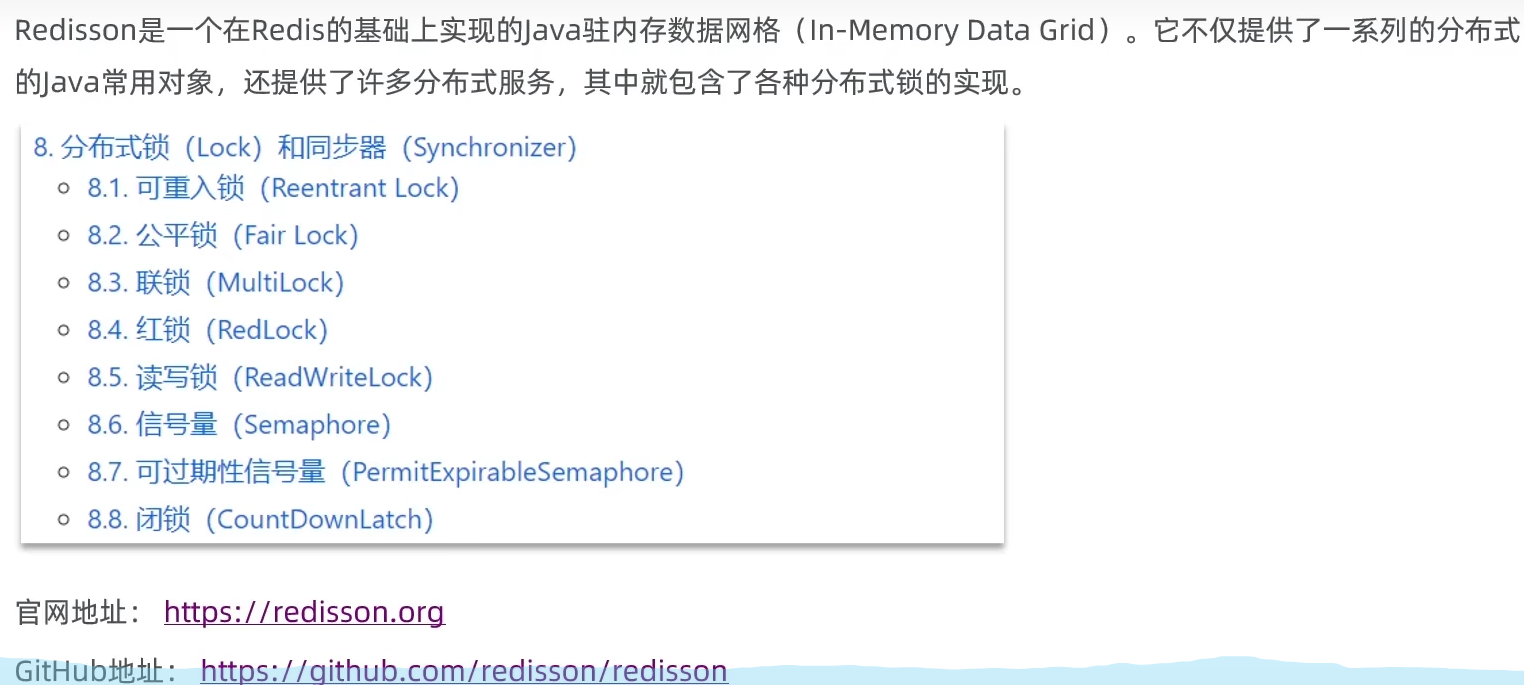 Redisson是一个在Redis的基础上实现的Java驻内存数据网格（In-Memory Data Grid）。它不仅提供了一系列的分布式
的Java常用对象，还提供了许多分布式服务，其中就包含了各种分布式锁的实现。
8. 分布式锁（Lock）和同步器（Synchronizer）
8.1. 可重入锁（Reentrant Lock）
8.2. 公平锁（Fair Lock）
8.3. 联锁（MultiLock）
8.4. 红锁（RedLock）
8.5. 读写锁（ReadWriteLock）
8.6. 信号量（Semaphore）
8.7. 可过期性信号量（PermitExpirableSemaphore）
8.8. 闭锁（CountDownLatch）
官网地址： https://redisson.org
GitHub地址： https://github.com/redisson/redisson